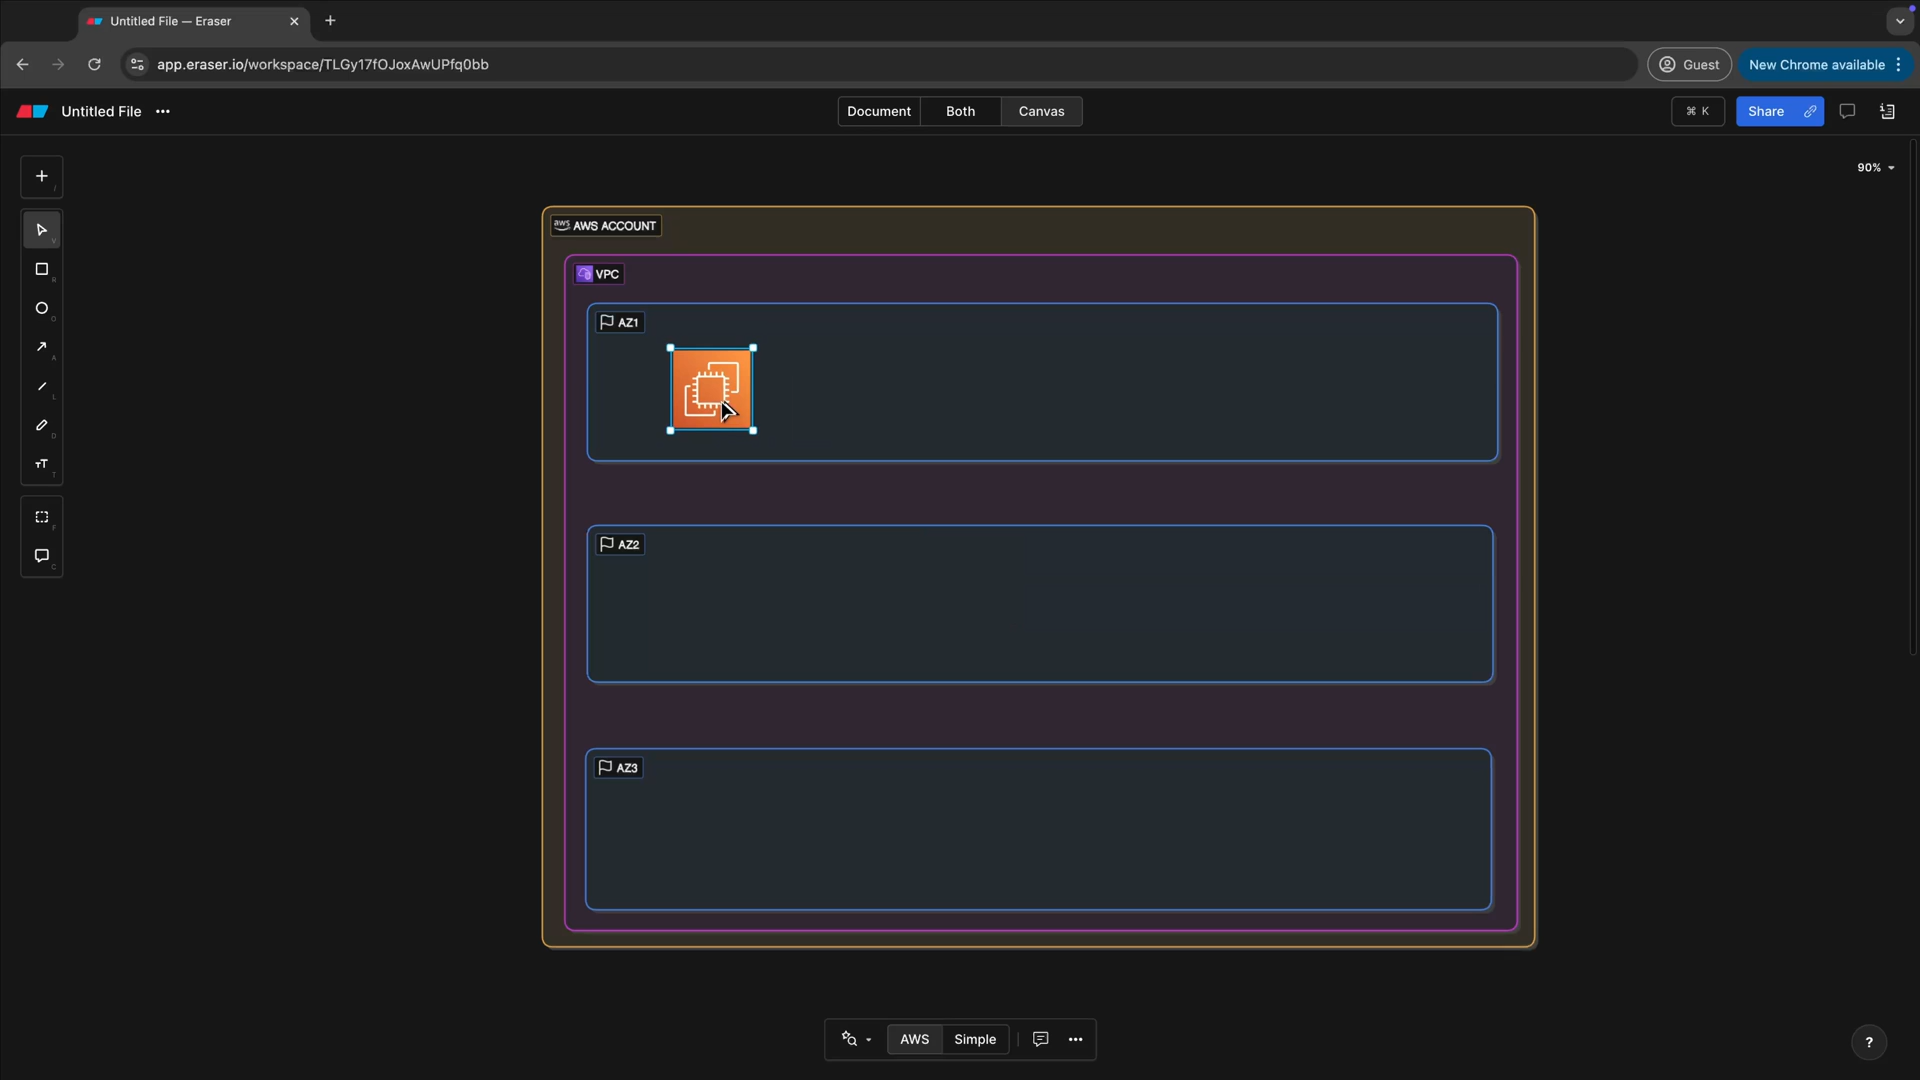 Untitled File — Eraser
app.eraser.io/workspace/TLGy17fOJoxAwUPfq0bb
Guest
New Chrome available
Untitled File
Document
Both
Canvas
⌘ K
Share
90%
aws AWS ACCOUNT
VPC
AZ1
AZ2
AZ3
/
V
R
O
A
L
D
T
F
C
AWS
Simple
?